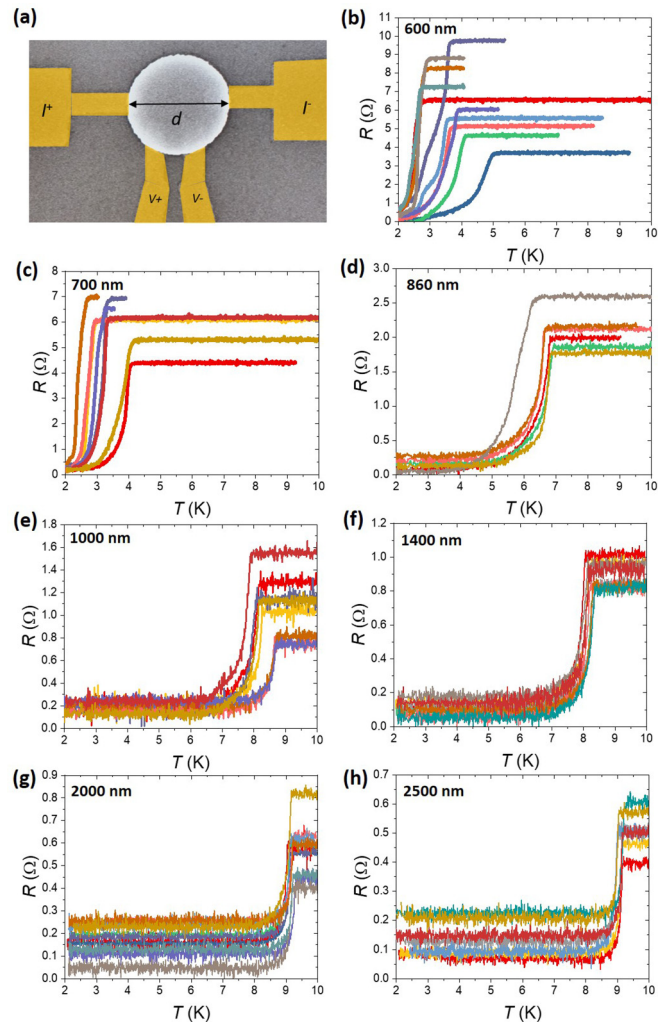 (a)
I+
d
I-
V+
V-
(b)
600 nm
R (Ω)
11
10
9
8
7
6
5
4
3
2
1
0
2 3 4 5 6 7 8 9 10
T (K)
(c)
700 nm
R (Ω)
8
7
6
5
4
3
2
1
0
2 3 4 5 6 7 8 9 10
T (K)
(d)
860 nm
R (Ω)
3.0
2.5
2.0
1.5
1.0
0.5
0.0
2 3 4 5 6 7 8 9 10
T (K)
(e)
1000 nm
R (Ω)
1.8
1.6
1.4
1.2
1.0
0.8
0.6
0.4
0.2
0.0
2 3 4 5 6 7 8 9 10
T (K)
(f)
1400 nm
R (Ω)
1.2
1.0
0.8
0.6
0.4
0.2
0.0
2 3 4 5 6 7 8 9 10
T (K)
(g)
2000 nm
R (Ω)
0.9
0.8
0.7
0.6
0.5
0.4
0.3
0.2
0.1
0.0
2 3 4 5 6 7 8 9 10
T (K)
(h)
2500 nm
R (Ω)
0.7
0.6
0.5
0.4
0.3
0.2
0.1
0.0
2 3 4 5 6 7 8 9 10
T (K)